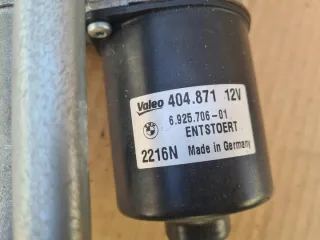 Valeo 404.871 12V
6.925.706-01
ENTSTOERT
2216N Made in Germany